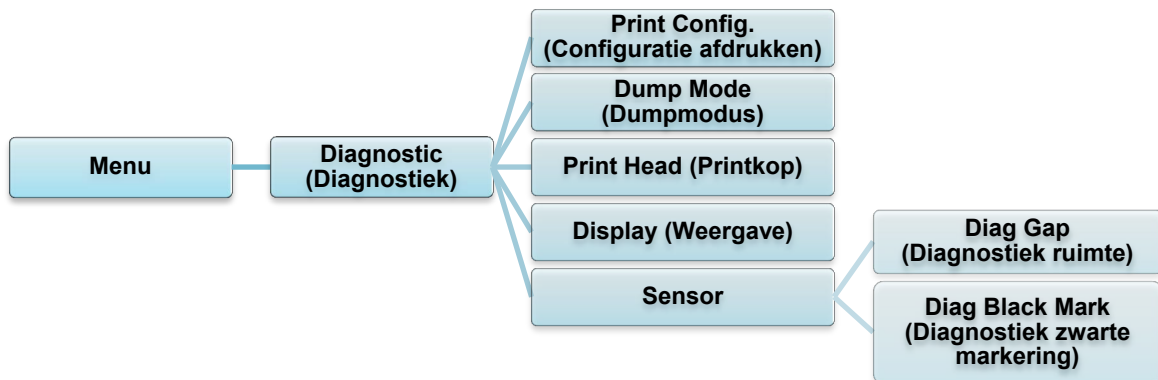 Menu
Diagnostic
(Diagnostiek)
Print Config.
(Configuratie afdrukken)
Dump Mode
(Dumpmodus)
Print Head (Printkop)
Display (Weergave)
Sensor
Diag Gap
(Diagnostiek ruimte)
Diag Black Mark
(Diagnostiek zwarte
markering)